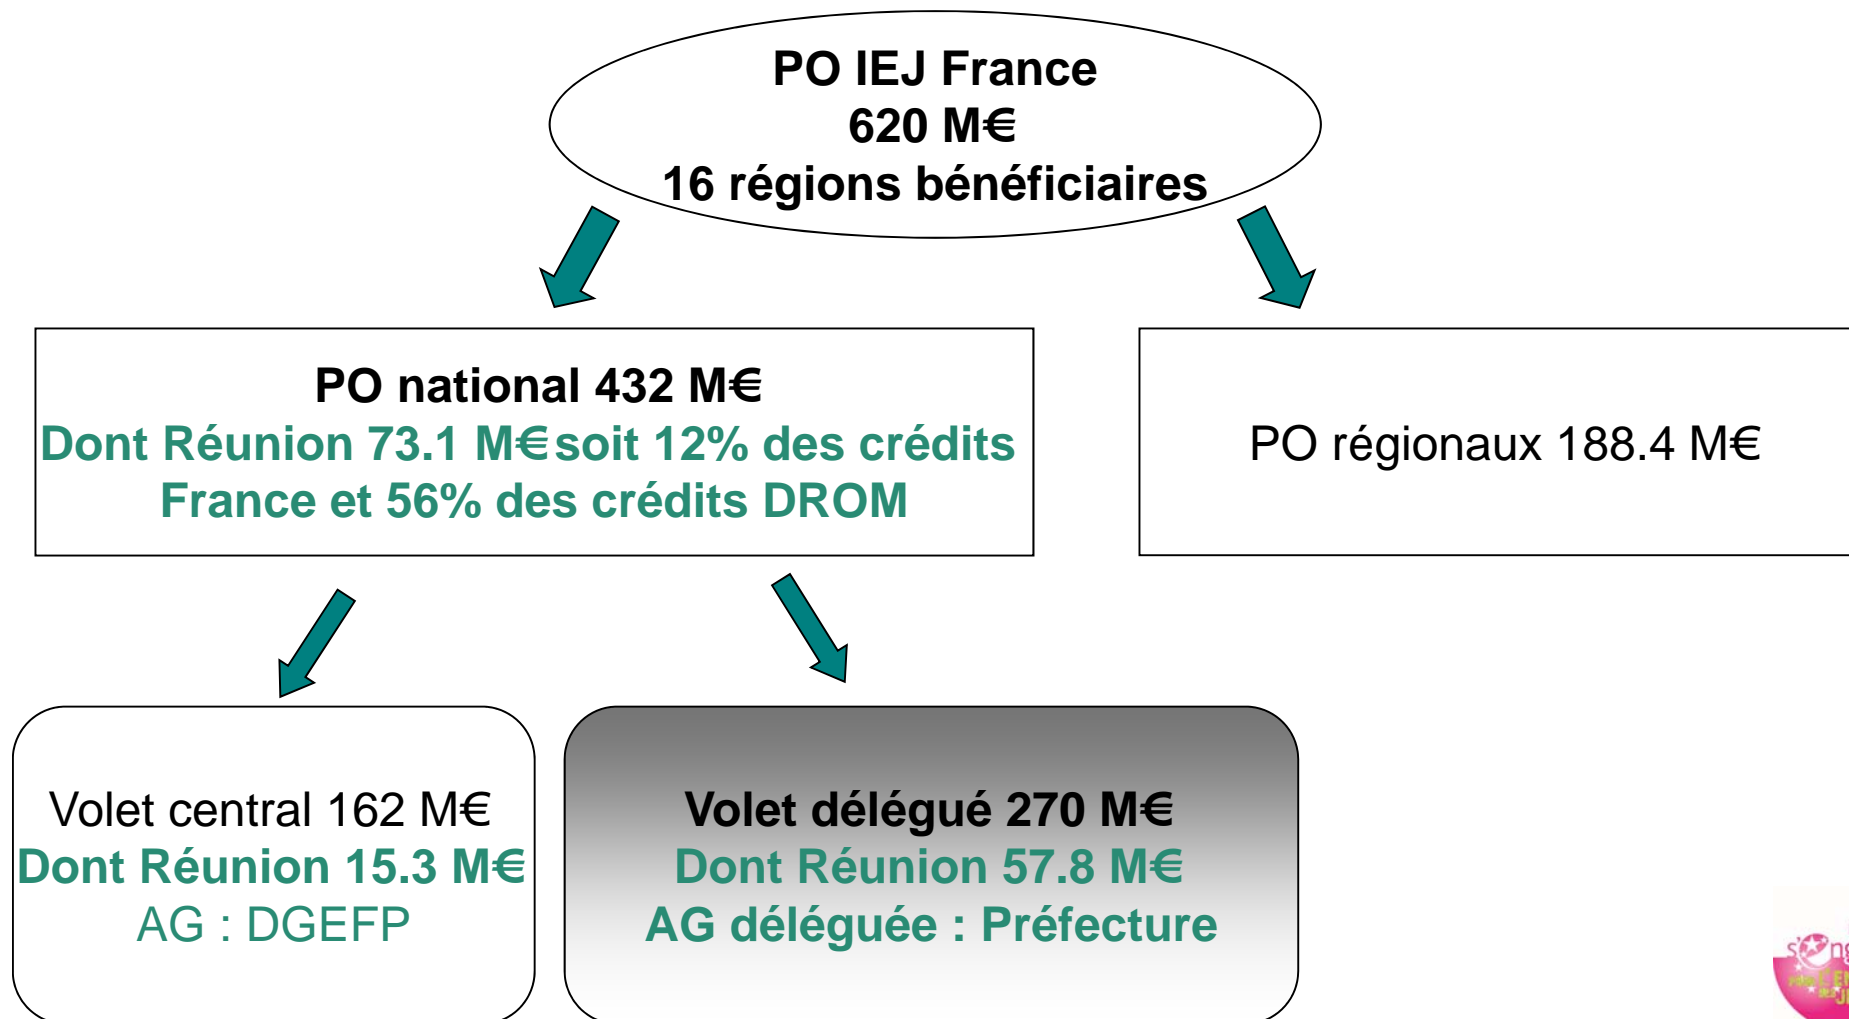 PO IEJ France
620 M€
16 régions bénéficiaires
PO national 432 M€
Dont Réunion 73.1 M€ soit 12% des crédits
France et 56% des crédits DROM
PO régionaux 188.4 M€
Volet central 162 M€
Dont Réunion 15.3 M€
AG : DGEFP
Volet délégué 270 M€
Dont Réunion 57.8 M€
AG déléguée : Préfecture